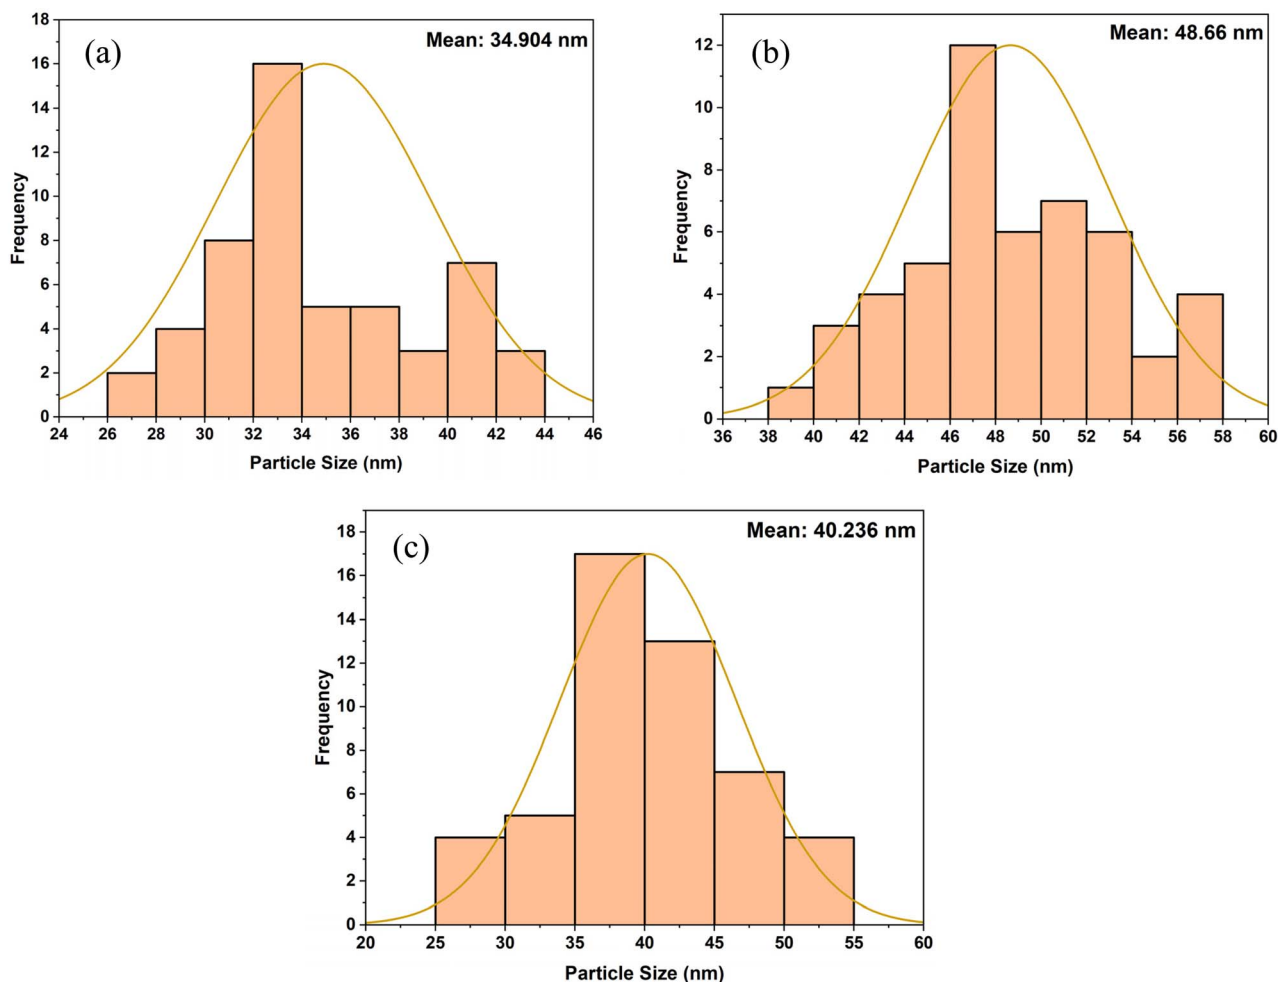 (a)
Mean: 34.904 nm
Frequency
18
16
14
12
10
8
6
4
2
0
24 26 28 30 32 34 36 38 40 42 44 46
Particle Size (nm)
(b)
Mean: 48.66 nm
Frequency
12
10
8
6
4
2
0
36 38 40 42 44 46 48 50 52 54 56 58 60
Particle Size (nm)
(c)
Mean: 40.236 nm
Frequency
18
16
14
12
10
8
6
4
2
0
20 25 30 35 40 45 50 55 60
Particle Size (nm)